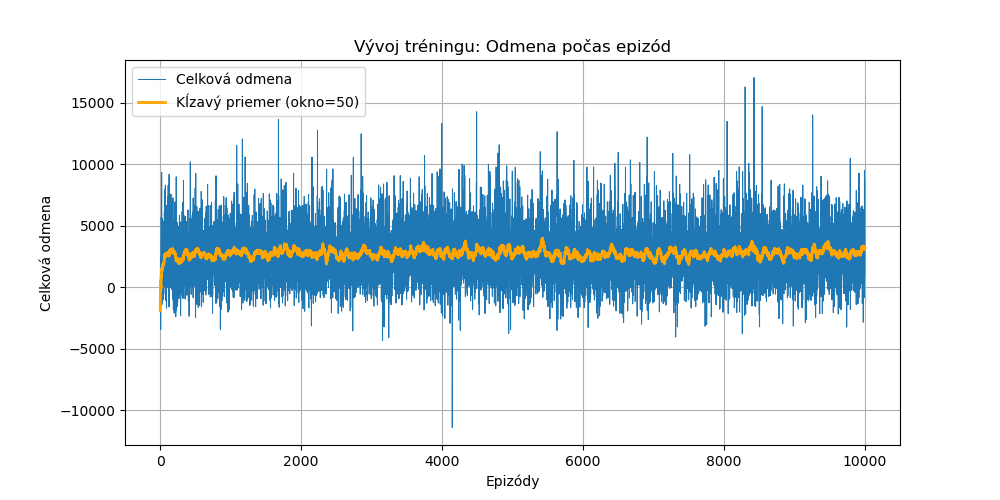 Vývoj tréningu: Odmena počas epizód
Celková odmena
Kĺzavý priemer (okno=50)
15000
10000
5000
0
−5000
−10000
Celková odmena
0
2000
4000
6000
8000
10000
Epizódy